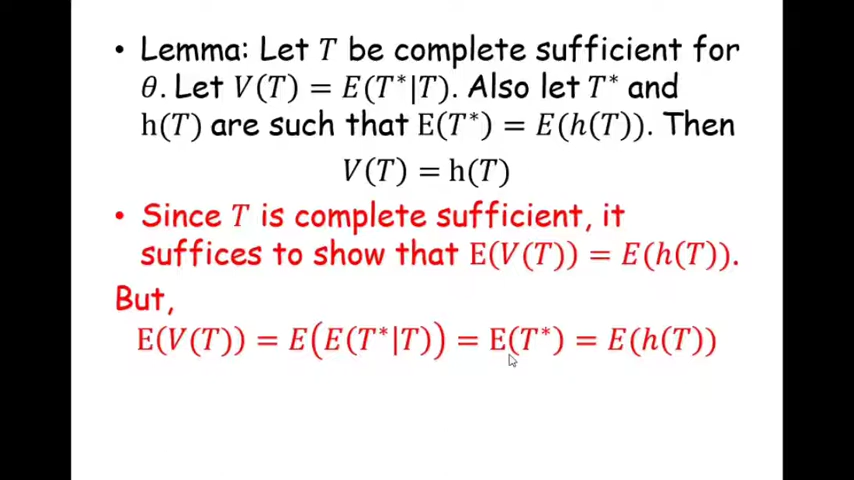 • Lemma: Let 𝑇 be complete sufficient for
𝜃. Let 𝑉(𝑇) = 𝐸(𝑇*|𝑇). Also let 𝑇* and
h(𝑇) are such that E(𝑇*) = 𝐸(ℎ(𝑇)). Then
𝑉(𝑇) = h(𝑇)
• Since 𝑇 is complete sufficient, it
suffices to show that E(𝑉(𝑇)) = 𝐸(ℎ(𝑇)).
But,
E(𝑉(𝑇)) = 𝐸(𝐸(𝑇*|𝑇)) = E(𝑇*) = 𝐸(ℎ(𝑇))